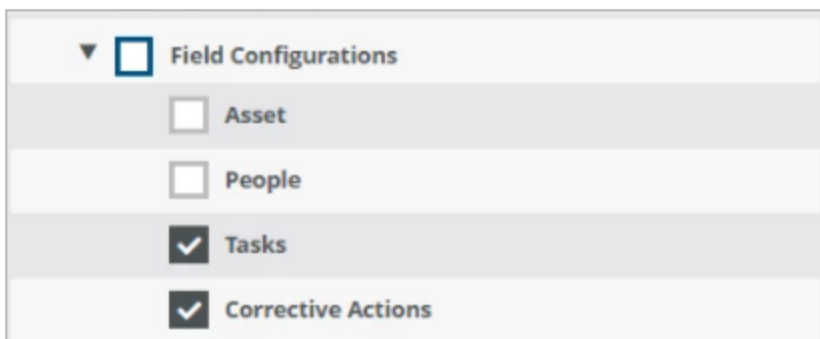 Field Configurations
Asset
People
Tasks
Corrective Actions